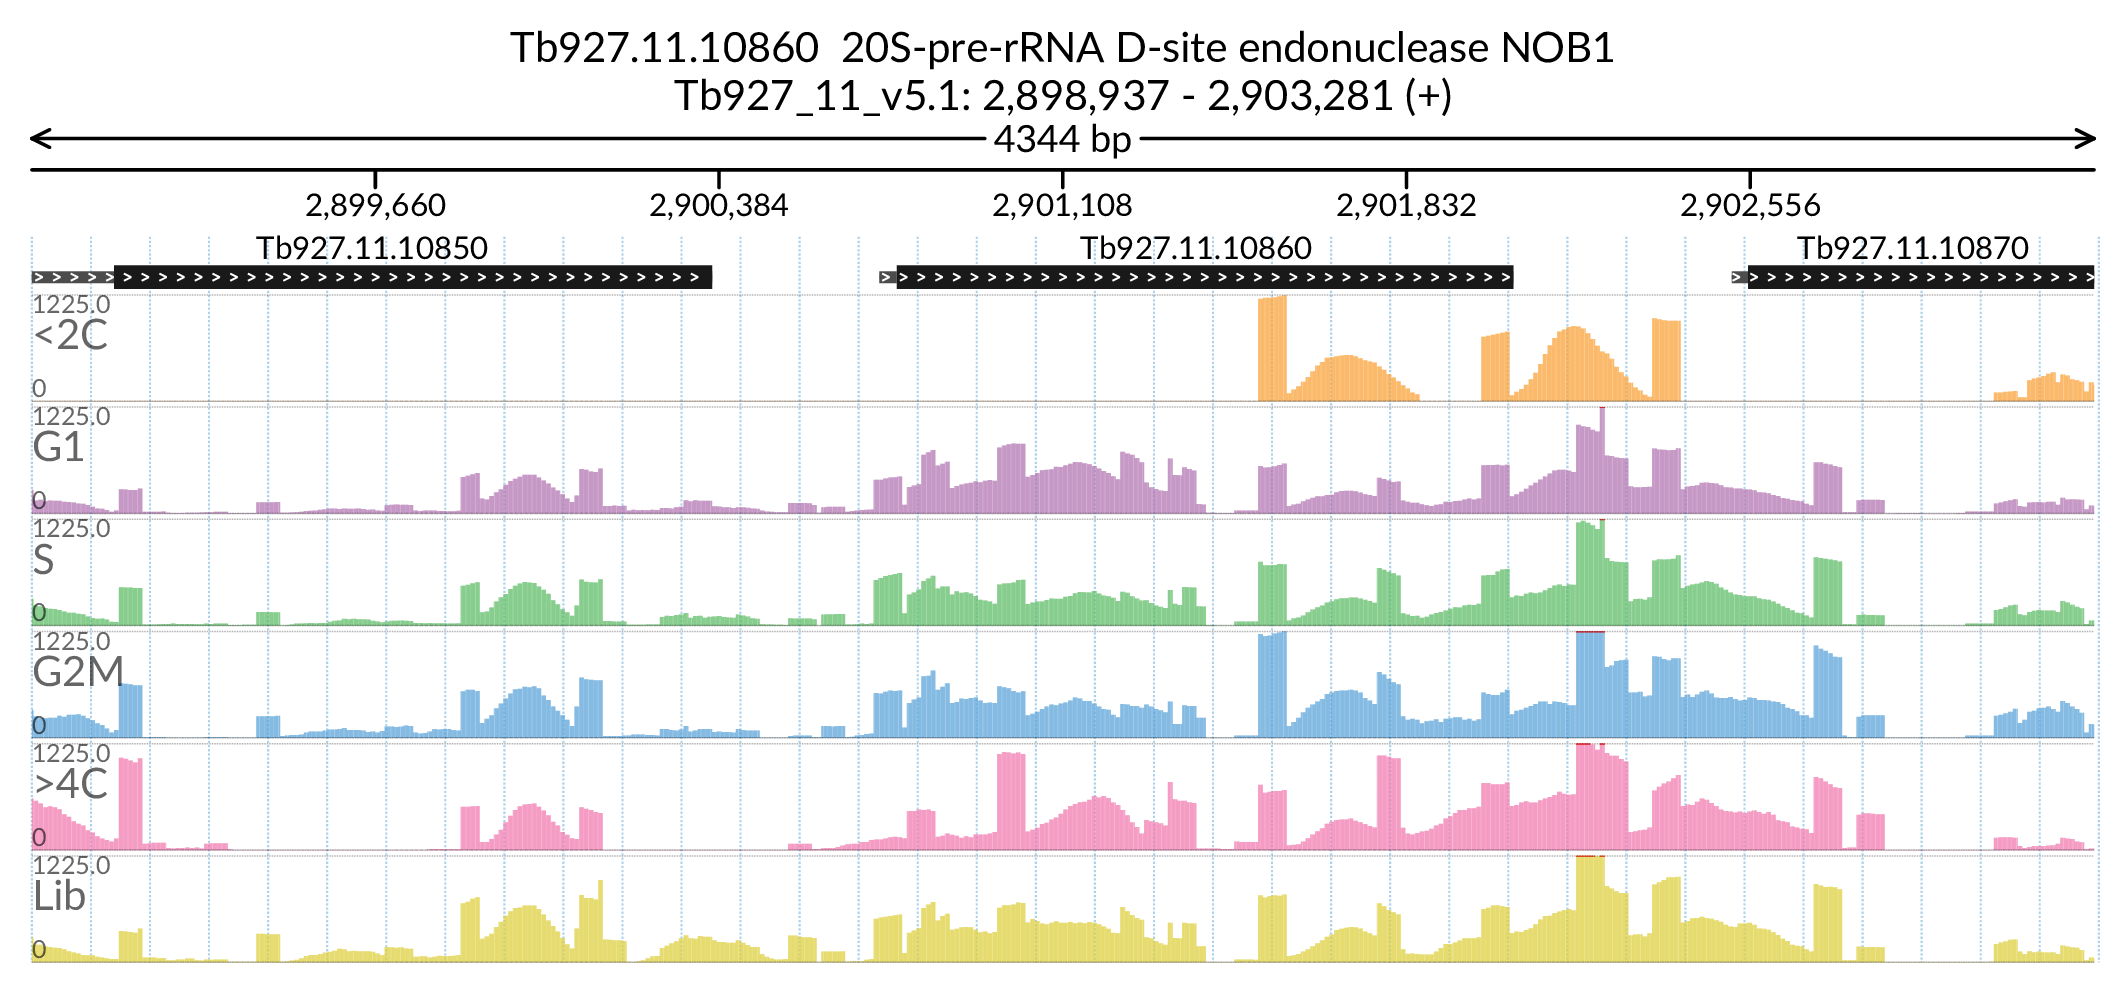 Tb927.11.10860  20S-pre-rRNA D-site endonuclease NOB1
Tb927_11_v5.1: 2,898,937 - 2,903,281 (+)
4344 bp
2,899,660 2,900,384 2,901,108 2,901,832 2,902,556
Tb927.11.10850 Tb927.11.10860 Tb927.11.10870
1225.0
<2C
0
1225.0
G1
0
1225.0
S
0
1225.0
G2M
0
1225.0
>4C
0
1225.0
Lib
0